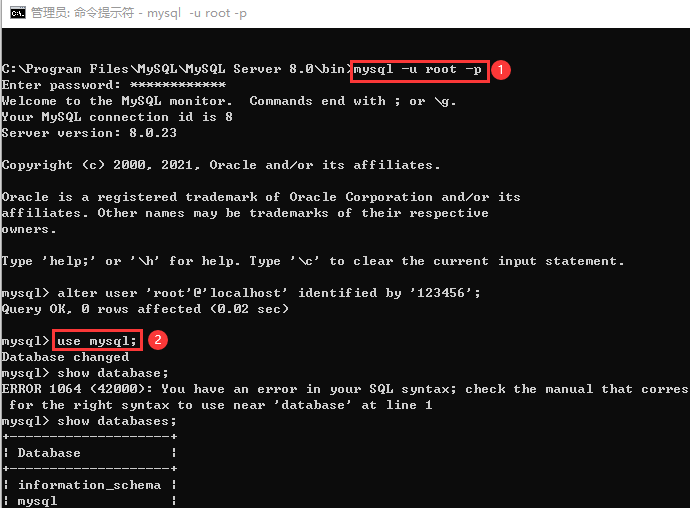 管理员: 命令提示符 - mysql  -u root -p
C:\Program Files\MySQL\MySQL Server 8.0\bin>mysql -u root -p 1
Enter password: ************
Welcome to the MySQL monitor.  Commands end with ; or \g.
Your MySQL connection id is 8
Server version: 8.0.23
Copyright (c) 2000, 2021, Oracle and/or its affiliates.
Oracle is a registered trademark of Oracle Corporation and/or its
affiliates. Other names may be trademarks of their respective
owners.
Type 'help;' or '\h' for help. Type '\c' to clear the current input statement.
mysql> alter user 'root'@'localhost' identified by '123456';
Query OK, 0 rows affected (0.02 sec)
mysql> use mysql; 2
Database changed
mysql> show database;
ERROR 1064 (42000): You have an error in your SQL syntax; check the manual that corres
 for the right syntax to use near 'database' at line 1
mysql> show databases;
+--------------------+
| Database           |
+--------------------+
| information_schema |
| mysql              |